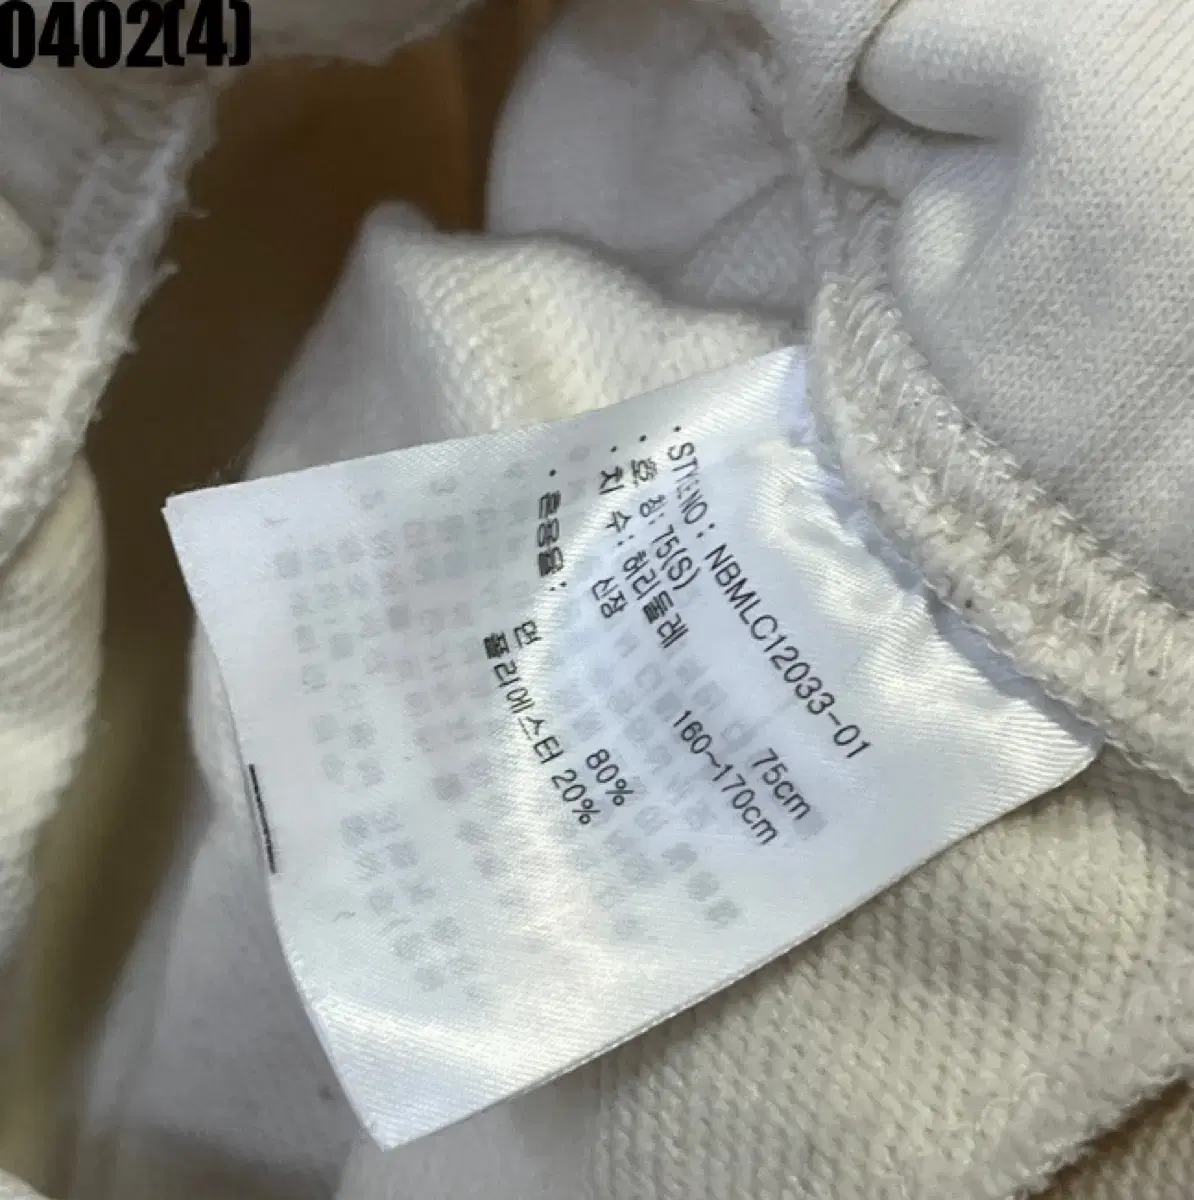 0402(4)
· STY.NO : NBMLC12033-01
· 호 칭: 75(S)
· 치 수: 허리둘레 75cm
신장 160~170cm
· 혼용율:
면 80%
폴리에스터 20%